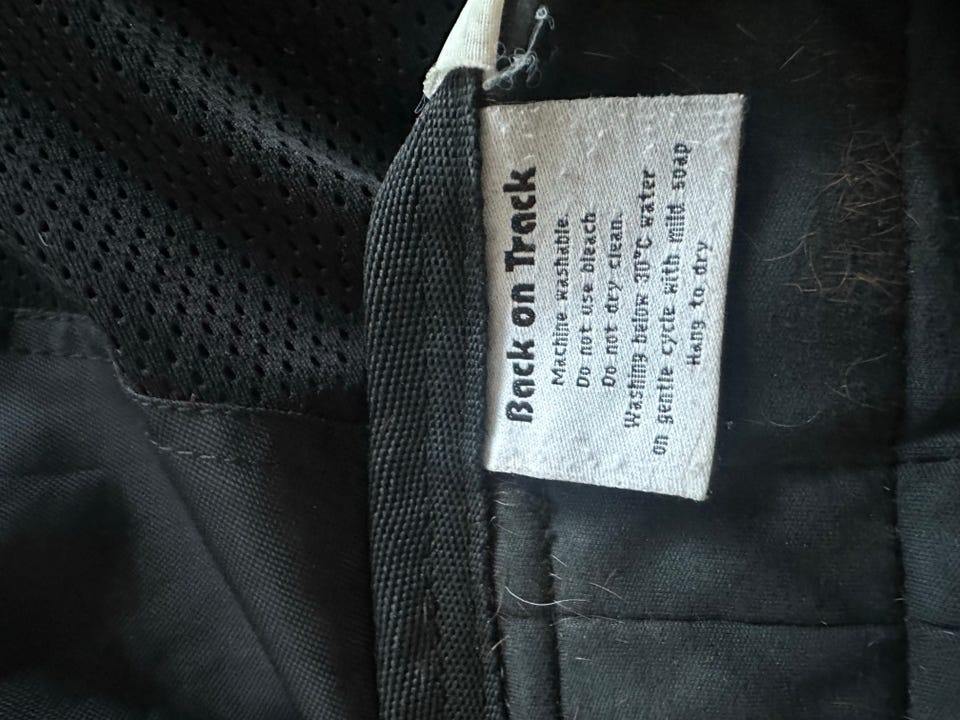 Back on Track
Machine washable.
Do not use bleach
Do not dry clean.
Washing below 30°C water
on gentle cycle with mild soap
Hang to dry